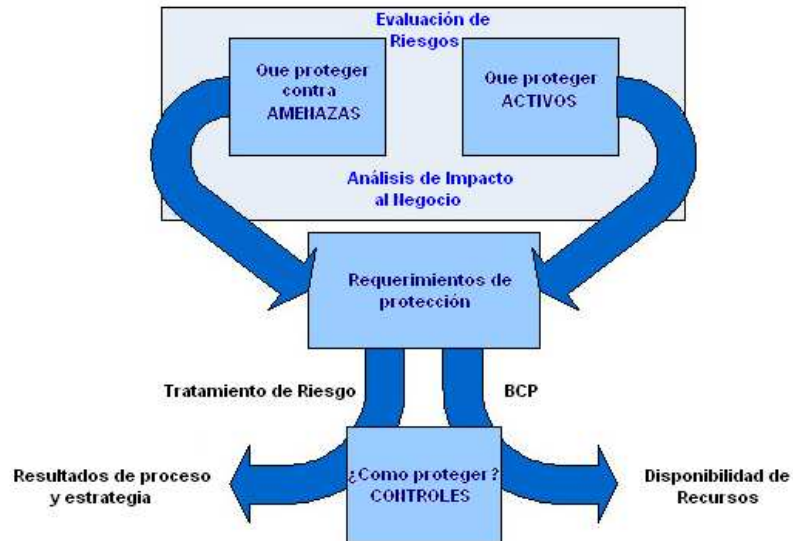 Evaluación de
Riesgos
Que proteger
contra
AMENAZAS
Que proteger
ACTIVOS
Análisis de Impacto
al Negocio
Requerimientos de
protección
Tratamiento de Riesgo
BCP
¿Como proteger?
CONTROLES
Resultados de proceso
y estrategia
Disponibilidad de
Recursos